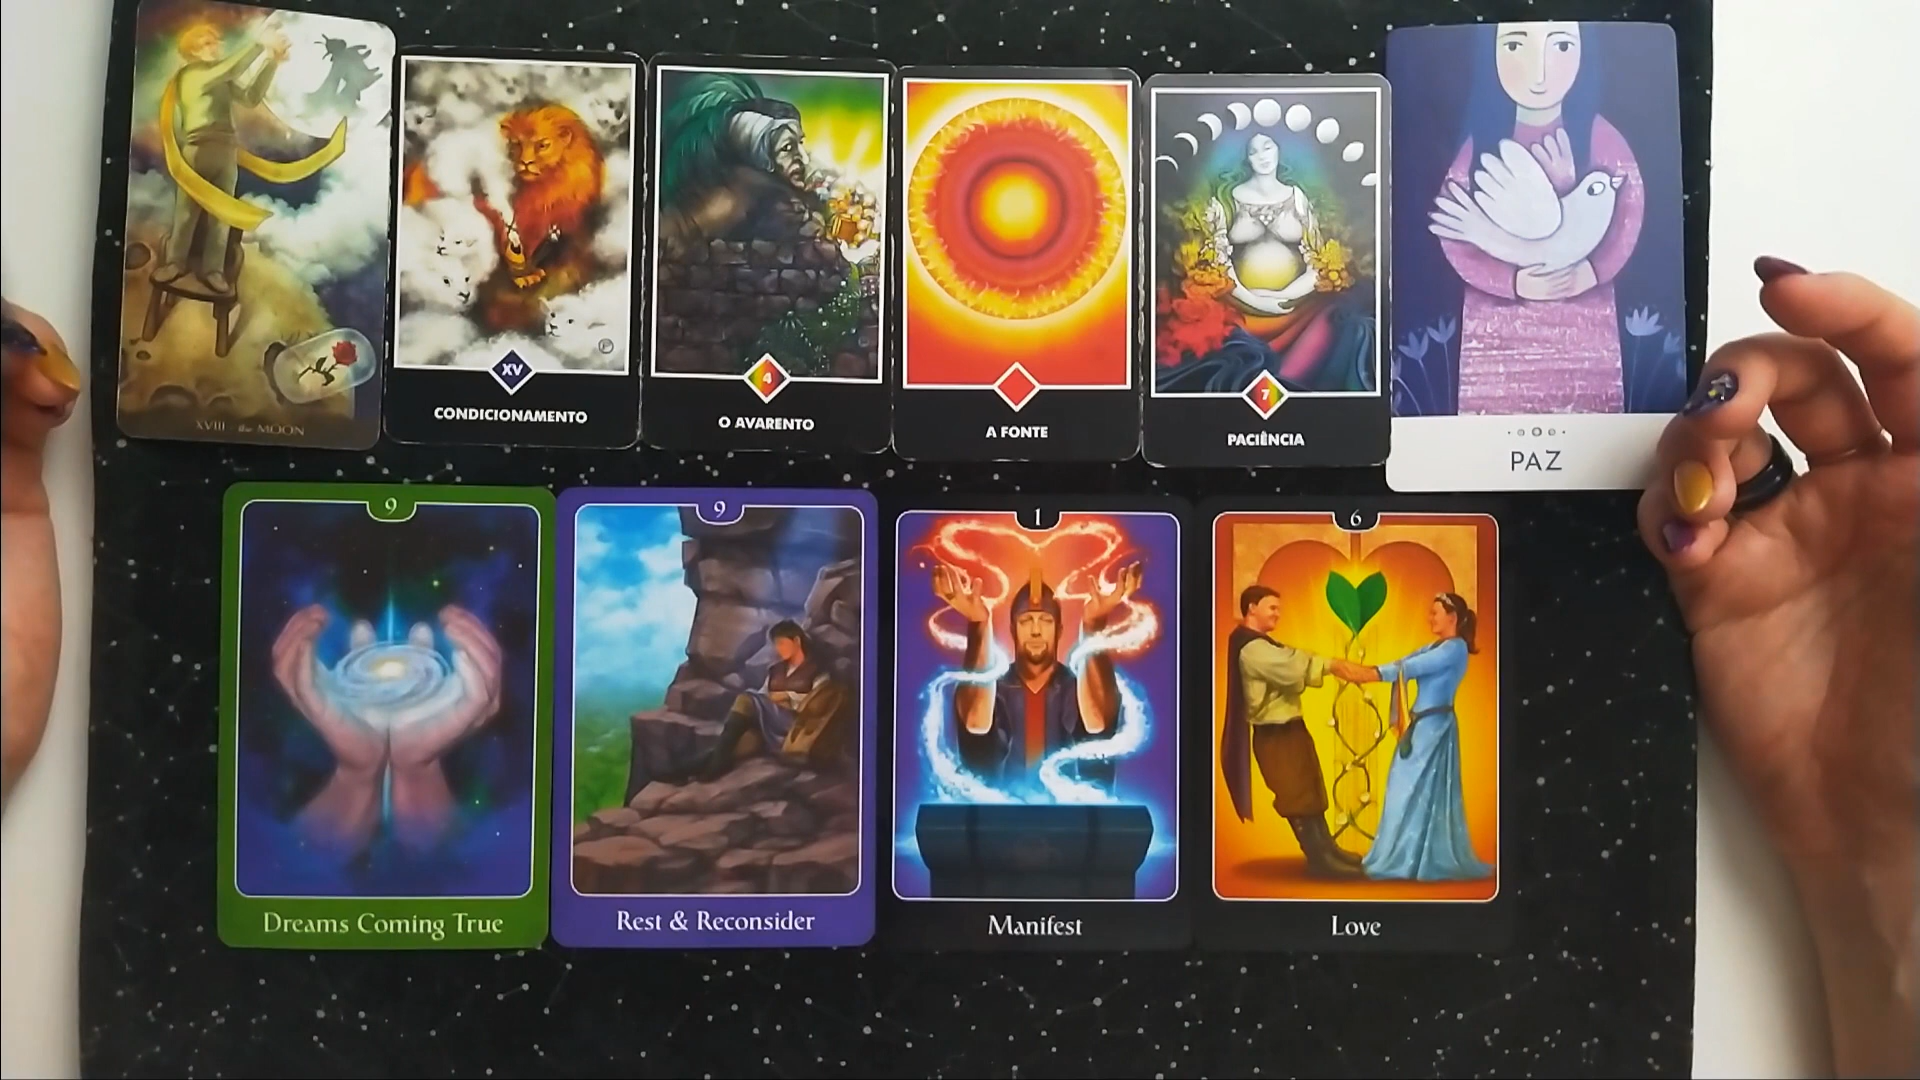 XVIII - the MOON
XV
CONDICIONAMENTO
4
O AVARENTO
A FONTE
7
PACIÊNCIA
PAZ
9
Dreams Coming True
9
Rest & Reconsider
1
Manifest
6
Love